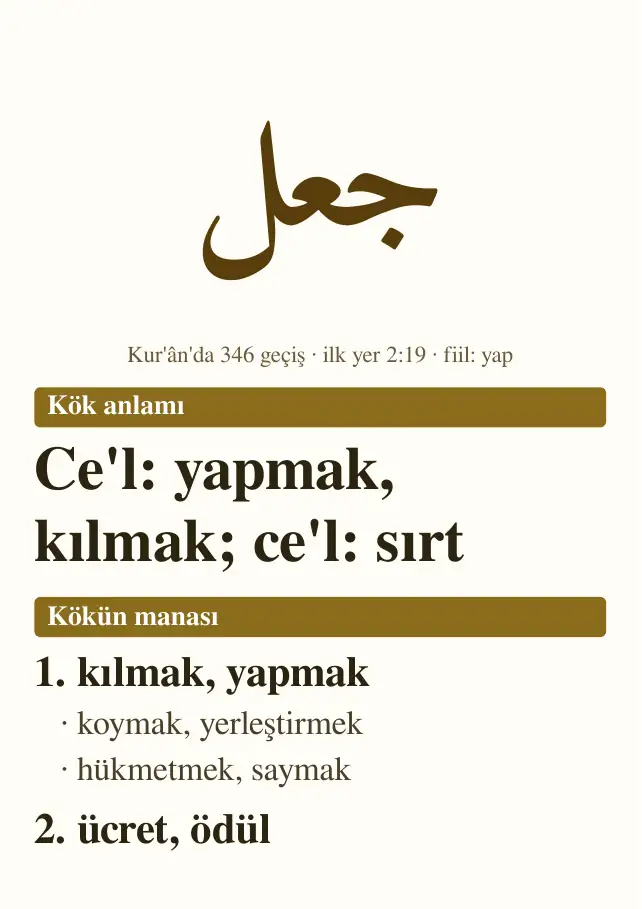 جعل
Kur'ân'da 346 geçiş · ilk yer 2:19 · fiil: yap
Kök anlamı
Ce'l: yapmak,
kılmak; ce'l: sırt
Kökün manası
1. kılmak, yapmak
· koymak, yerleştirmek
· hükmetmek, saymak
2. ücret, ödül